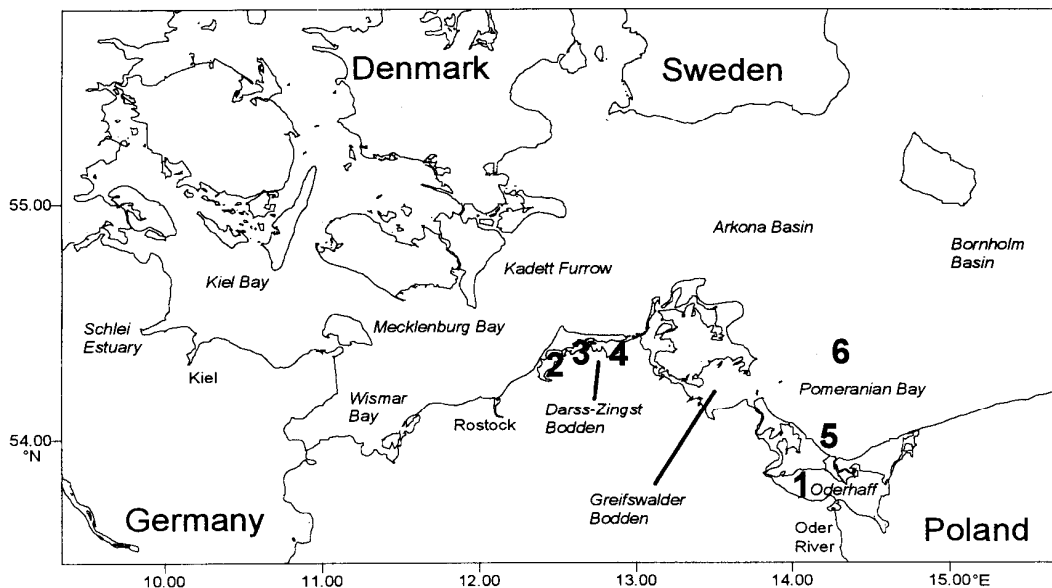 Denmark
Sweden
55.00
Arkona Basin
Bornholm
Basin
Kiel Bay
Kadett Furrow
Schlei
Estuary
Mecklenburg Bay
Kiel
2
3
4
6
Wismar
Bay
Rostock
Darss-Zingst
Bodden
Pomeranian Bay
54.00
°N
5
Greifswalder
Bodden
1
Oderhaff
Germany
Oder
River
Poland
10.00
11.00
12.00
13.00
14.00
15.00°E